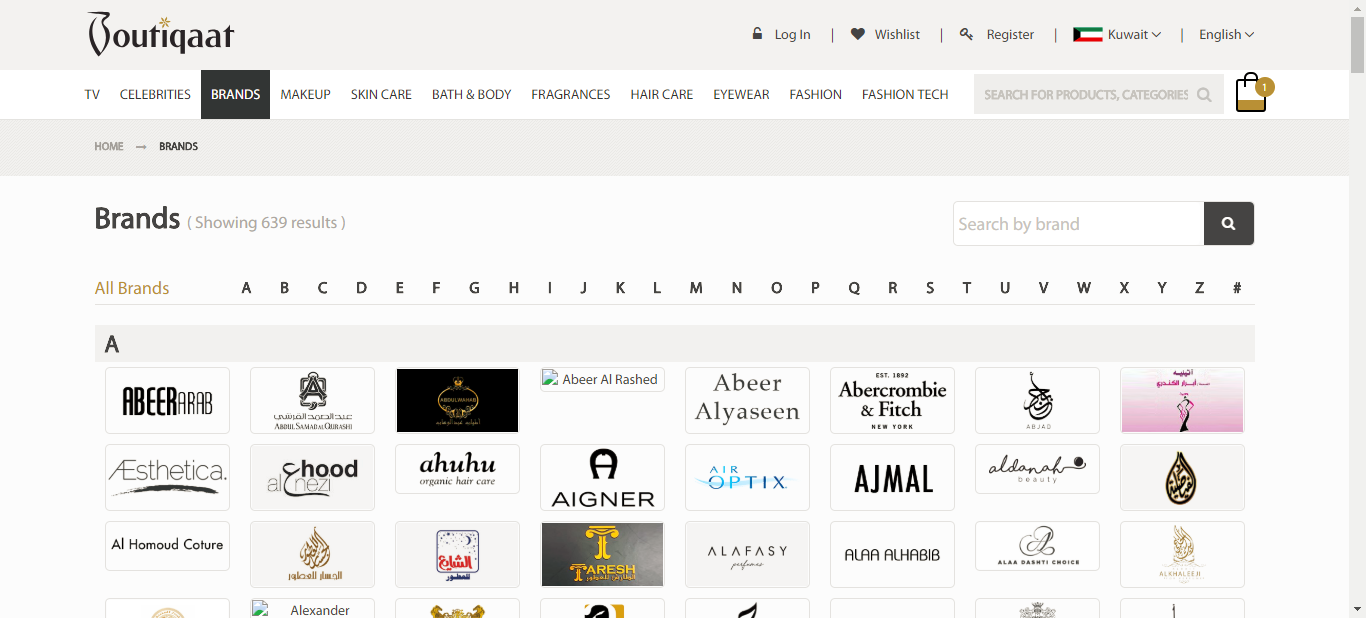 Boutiqaat
Log In | Wishlist | Register | Kuwait | English
TV CELEBRITIES BRANDS MAKEUP SKIN CARE BATH & BODY FRAGRANCES HAIR CARE EYEWEAR FASHION FASHION TECH SEARCH FOR PRODUCTS, CATEGORIES 1
HOME → BRANDS
Brands ( Showing 639 results )
Search by brand
All Brands A B C D E F G H I J K L M N O P Q R S T U V W X Y Z #
A
ABEERARAB
عبدالصمد القرشي
ABDUL SAMAD AL QURASHI
ABDULWAHAB
Abeer Al Rashed
Abeer
Alyaseen
EST. 1892
Abercrombie
& Fitch
NEW YORK
ABJAD
ÆSthetica.
hood
alenezi
ahuhu
organic hair care
AIGNER
AIR
OPTIX
AJMAL
aldanah
beauty
Al Homoud Coture
الشايع
للعطور
TARESH
ALAFASY
perfumes
ALAA ALHABIB
ALAA DASHTI CHOICE
ALKHALEEJI
Alexander